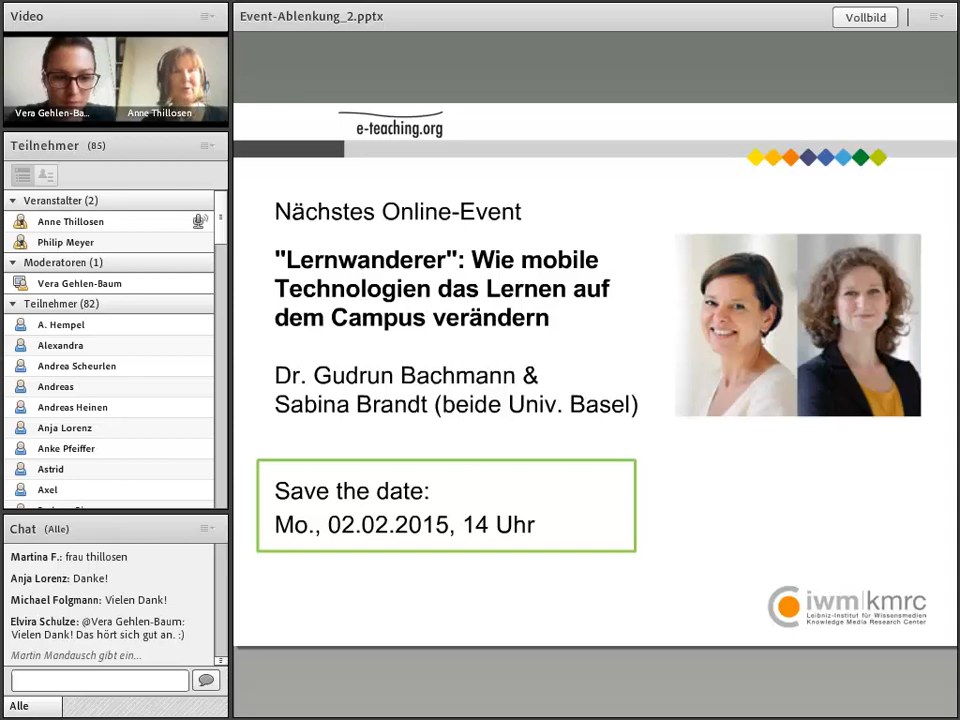 Video
Vera Gehlen-Ba...
Anne Thillosen
Teilnehmer (85)
Veranstalter (2)
Anne Thillosen
Philip Meyer
Moderatoren (1)
Vera Gehlen-Baum
Teilnehmer (82)
A. Hempel
Alexandra
Andrea Scheurlen
Andreas
Andreas Heinen
Anja Lorenz
Anke Pfeiffer
Astrid
Axel
Chat (Alle)
Martina F.: frau thillosen
Anja Lorenz: Danke!
Michael Folgmann: Vielen Dank!
Elvira Schulze: @Vera Gehlen-Baum:
Vielen Dank! Das hört sich gut an. :)
Martin Mandausch gibt ein...
Alle
Event-Ablenkung_2.pptx
Vollbild
e-teaching.org
Nächstes Online-Event
"Lernwanderer": Wie mobile
Technologien das Lernen auf
dem Campus verändern
Dr. Gudrun Bachmann &
Sabina Brandt (beide Univ. Basel)
Save the date:
Mo., 02.02.2015, 14 Uhr
iwm|kmrc
Leibniz-Institut für Wissensmedien
Knowledge Media Research Center